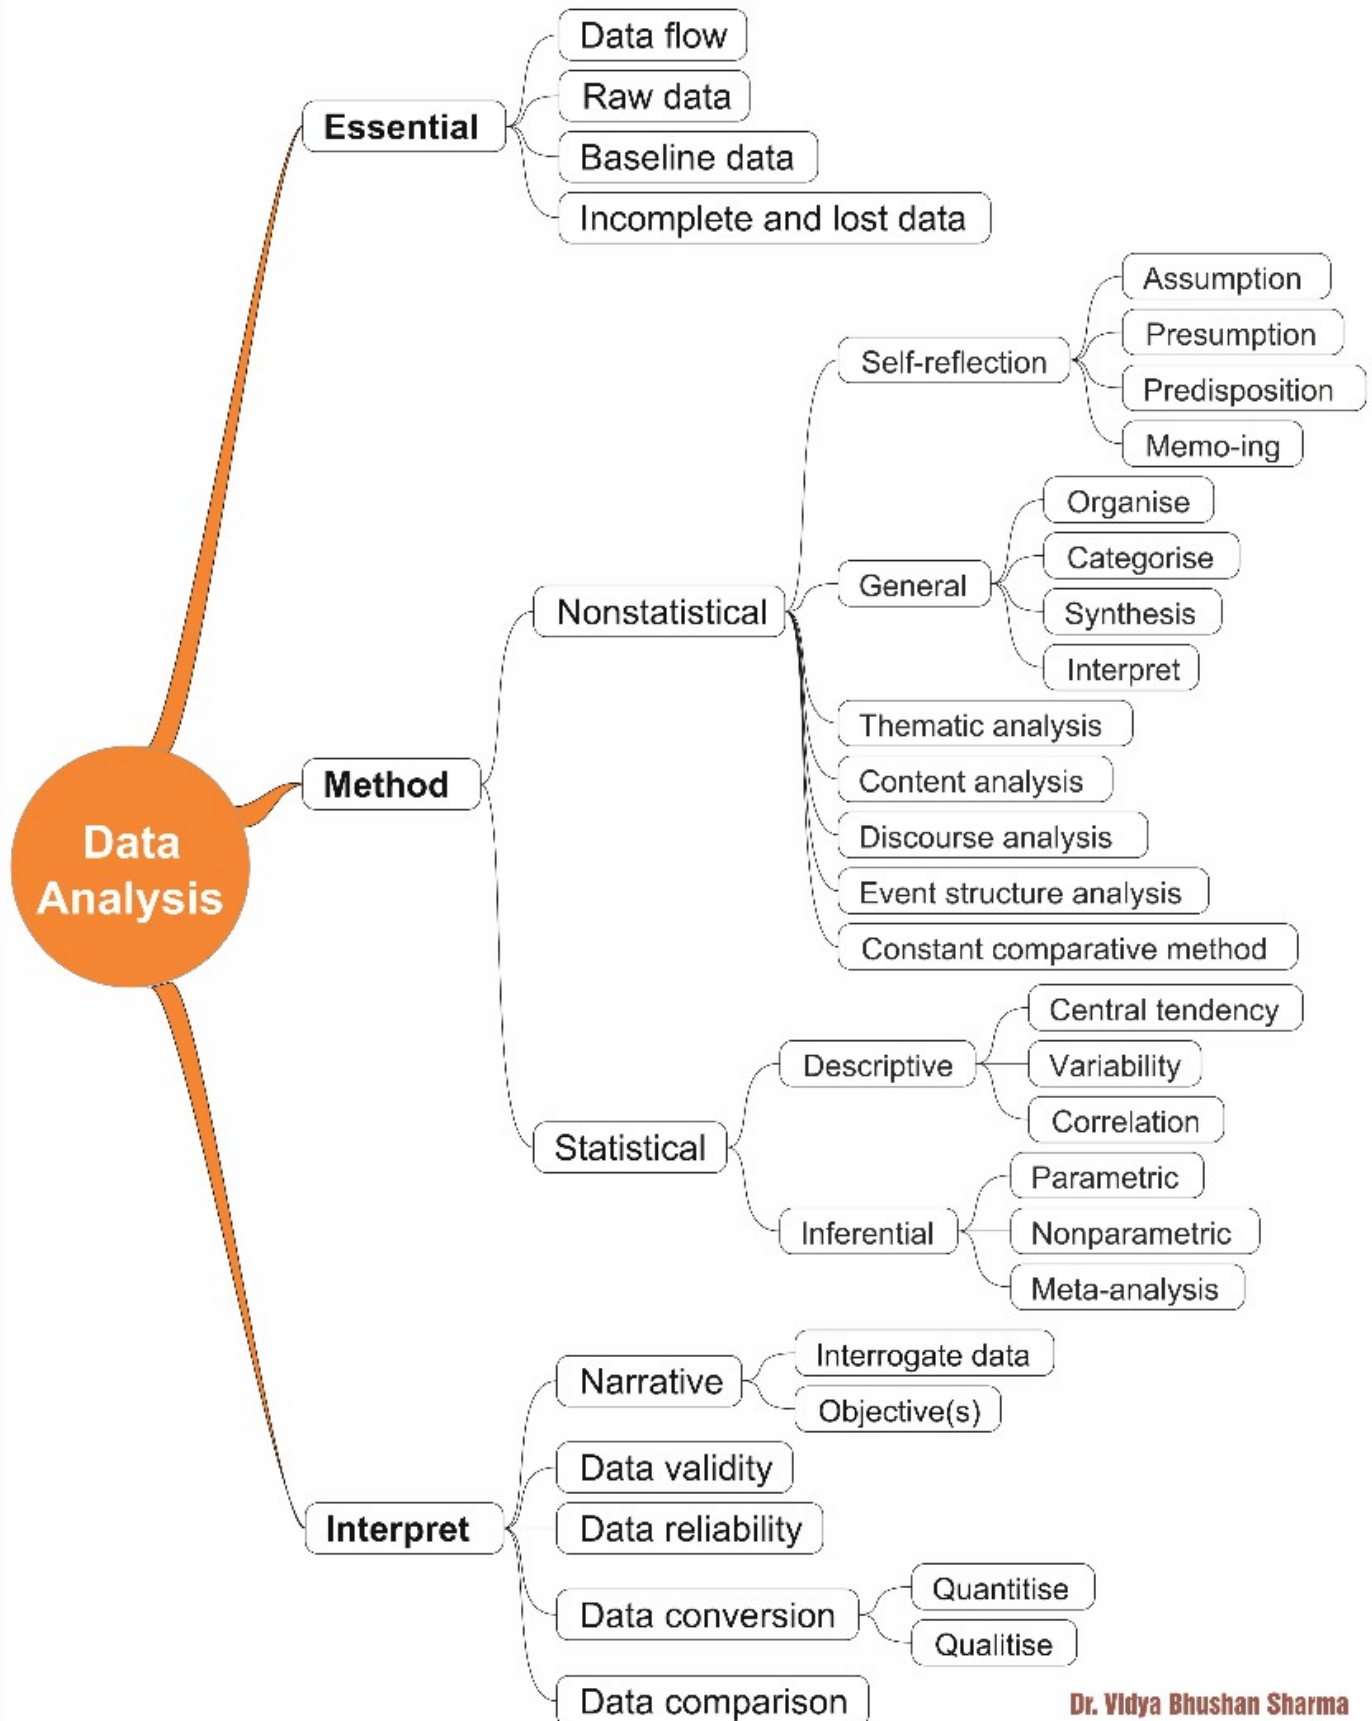 Data flow
Raw data
Essential
Baseline data
Incomplete and lost data
Assumption
Presumption
Self-reflection
Predisposition
Memo-ing
Organise
Categorise
General
Nonstatistical
Synthesis
Interpret
Thematic analysis
Method
Content analysis
Data
Analysis
Discourse analysis
Event structure analysis
Constant comparative method
Central tendency
Descriptive
Variability
Correlation
Statistical
Parametric
Inferential
Nonparametric
Meta-analysis
Interrogate data
Narrative
Objective(s)
Data validity
Interpret
Data reliability
Quantitise
Data conversion
Qualitise
Data comparison
Dr. Vidya Bhushan Sharma